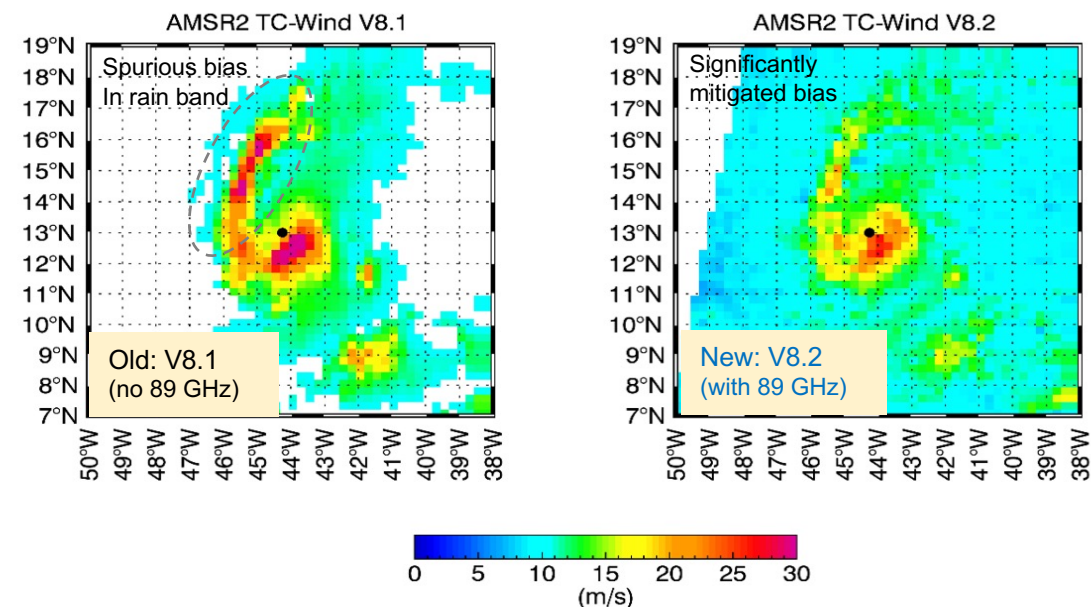 AMSR2 TC-Wind V8.1
19°N
18°N
17°N
16°N
15°N
14°N
13°N
12°N
11°N
10°N
9°N
8°N
7°N
Spurious bias
In rain band
Old: V8.1
(no 89 GHz)
50°W
49°W
48°W
47°W
46°W
45°W
44°W
43°W
42°W
41°W
40°W
39°W
38°W
AMSR2 TC-Wind V8.2
19°N
18°N
17°N
16°N
15°N
14°N
13°N
12°N
11°N
10°N
9°N
8°N
7°N
Significantly
mitigated bias
New: V8.2
(with 89 GHz)
50°W
49°W
48°W
47°W
46°W
45°W
44°W
43°W
42°W
41°W
40°W
39°W
38°W
0 5 10 15 20 25 30
(m/s)